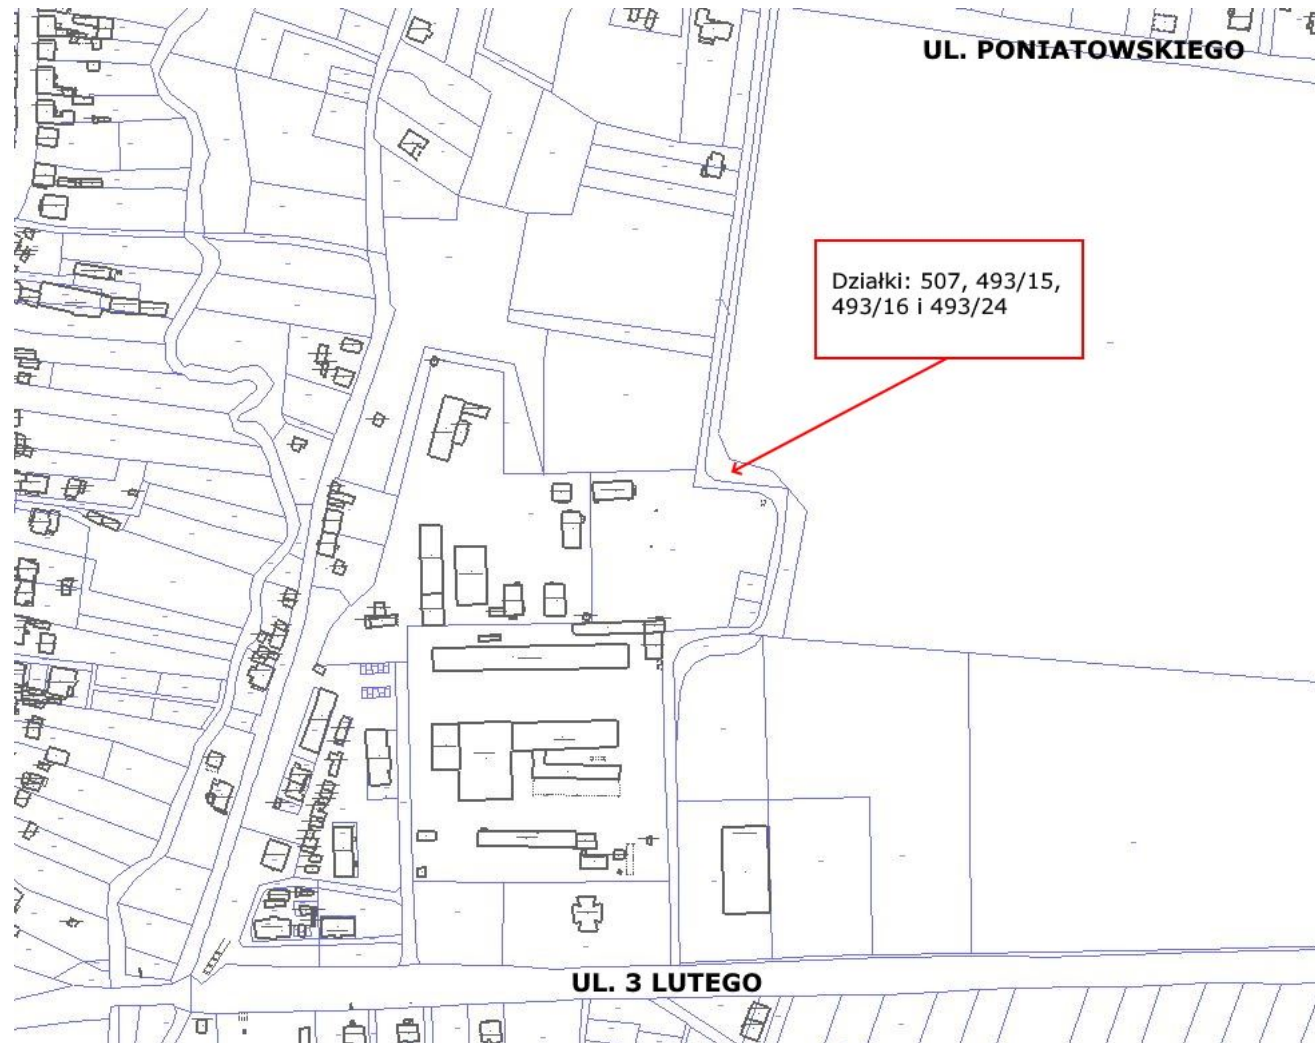 UL. PONIATOWSKIEGO
Działki: 507, 493/15,
493/16 i 493/24
UL. 3 LUTEGO